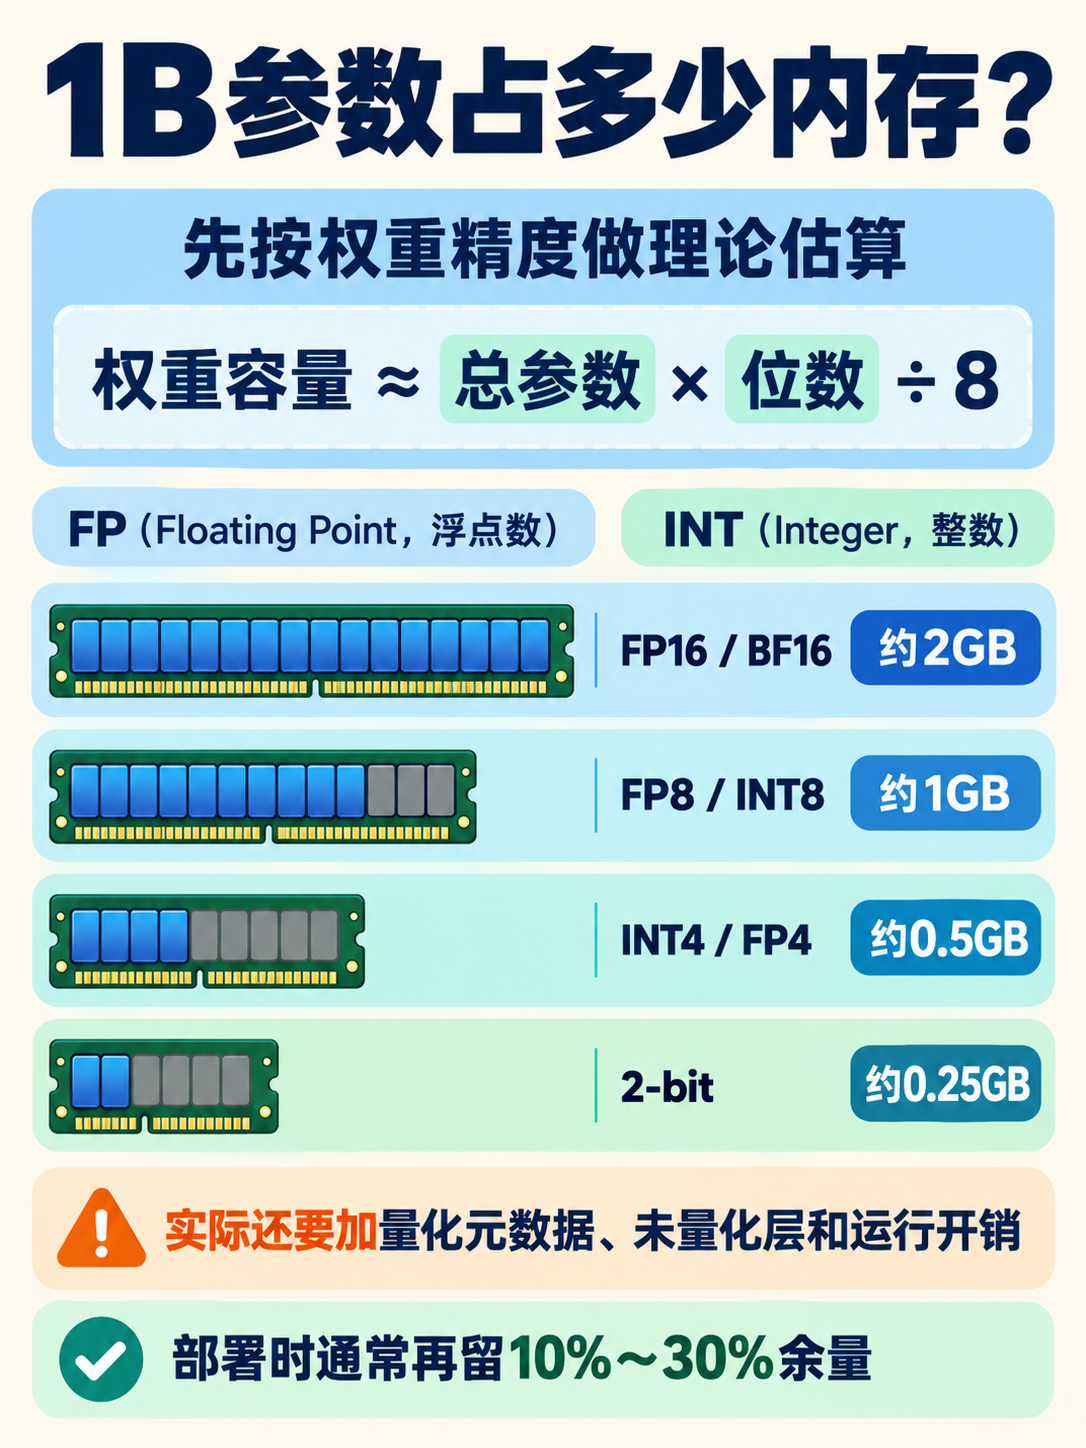 1B参数占多少内存？
先按权重精度做理论估算
权重容量 ≈ 总参数 × 位数 ÷ 8
FP（Floating Point，浮点数）
INT（Integer，整数）
FP16 / BF16 约2GB
FP8 / INT8 约1GB
INT4 / FP4 约0.5GB
2-bit 约0.25GB
实际还要加量化元数据、未量化层和运行开销
部署时通常再留10%～30%余量